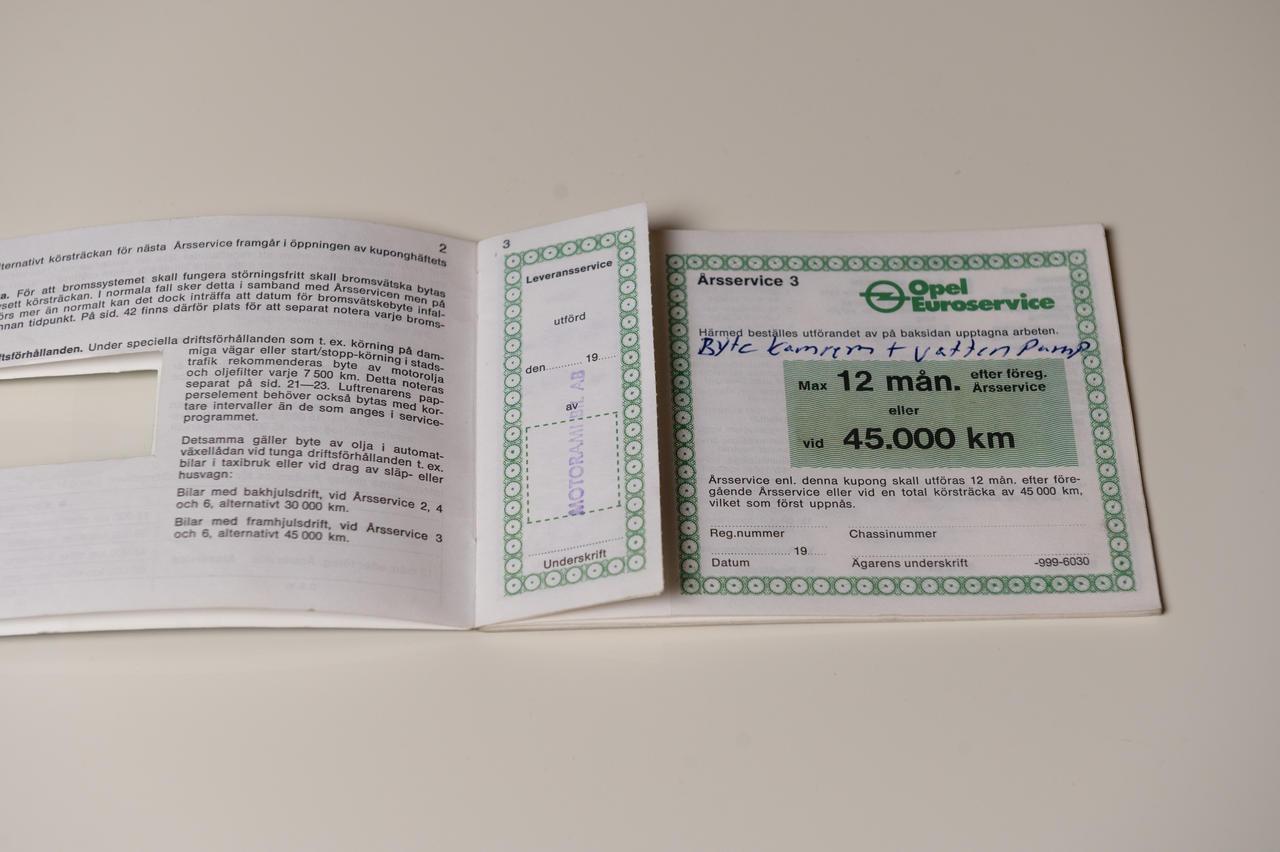 2
lternativt körsträckan för nästa Årsservice framgår i öppningen av kuponghäftets
a. För att bromssystemet skall fungera störningsfritt skall bromsvätska bytas
sett körsträckan. I normala fall sker detta i samband med Årsservicen men på
örs mer än normalt kan det dock inträffa att datum för bromsvätskebyte infal-
nnan tidpunkt. På sid. 42 finns därför plats för att separat notera varje broms-
ftsförhållanden. Under speciella driftsförhållanden som t. ex. körning på dam-
miga vägar eller start/stopp-körning i stads-
trafik rekommenderas byte av motorolja
och oljefilter varje 7 500 km. Detta noteras
separat på sid. 21—23. Luftrenarens pap-
perselement behöver också bytas med kor-
tare intervaller än de som anges i service-
programmet.
Detsamma gäller byte av olja i automat-
växellådan vid tunga driftsförhållanden t. ex.
bilar i taxibruk eller vid drag av släp- eller
husvagn:
Bilar med bakhjulsdrift, vid Årsservice 2, 4
och 6, alternativt 30 000 km.
Bilar med framhjulsdrift, vid Årsservice 3
och 6, alternativt 45 000 km.
3
Leveransservice
utförd
den.......... 19.....
av
MOTORAMI BIL AB
Underskrift
Årsservice 3
Opel
Euroservice
Härmed beställes utförandet av på baksidan upptagna arbeten.
Byte kamrem + vattenpump
Max 12 mån. efter föreg. Årsservice
eller
vid 45.000 km
Årsservice enl. denna kupong skall utföras 12 mån. efter före-
gående Årsservice eller vid en total körsträcka av 45 000 km,
vilket som först uppnås.
Reg.nummer Chassinummer
19
Datum Ägarens underskrift -999-6030